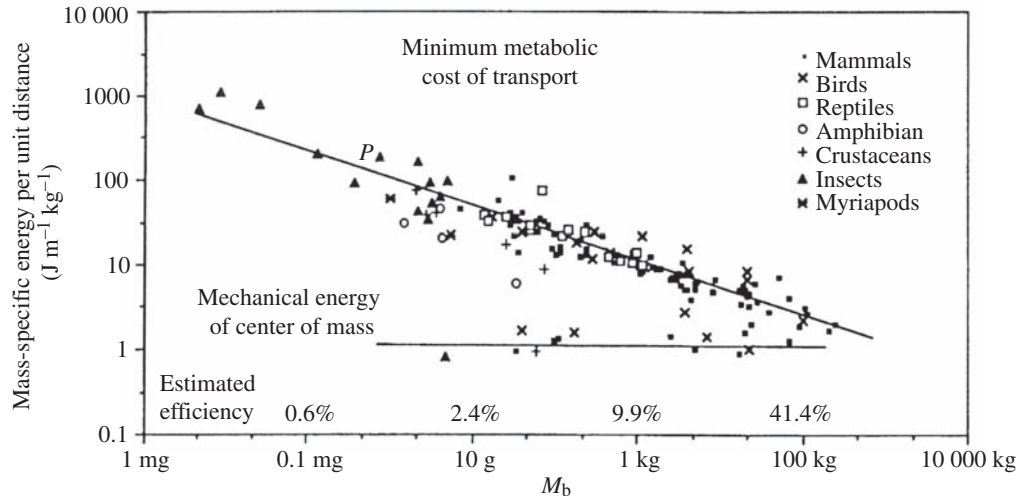 10 000
1000
100
10
1
0.1
Mass-specific energy per unit distance
(J m⁻¹ kg⁻¹)
Minimum metabolic
cost of transport
Mammals
Birds
Reptiles
Amphibian
Crustaceans
Insects
Myriapods
P
Mechanical energy
of center of mass
Estimated
efficiency
0.6%
2.4%
9.9%
41.4%
1 mg
0.1 mg
10 g
1 kg
100 kg
10 000 kg
M_b